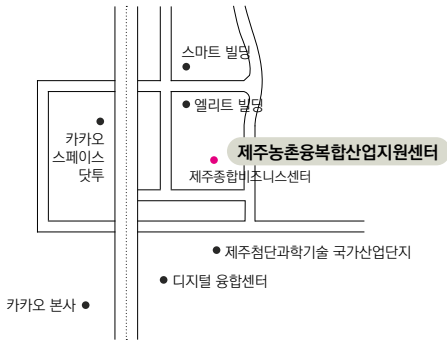 스마트 빌딩
엘리트 빌딩
카카오
스페이스
닷투
제주농촌융복합산업지원센터
제주종합비즈니스센터
제주첨단과학기술 국가산업단지
디지털 융합센터
카카오 본사